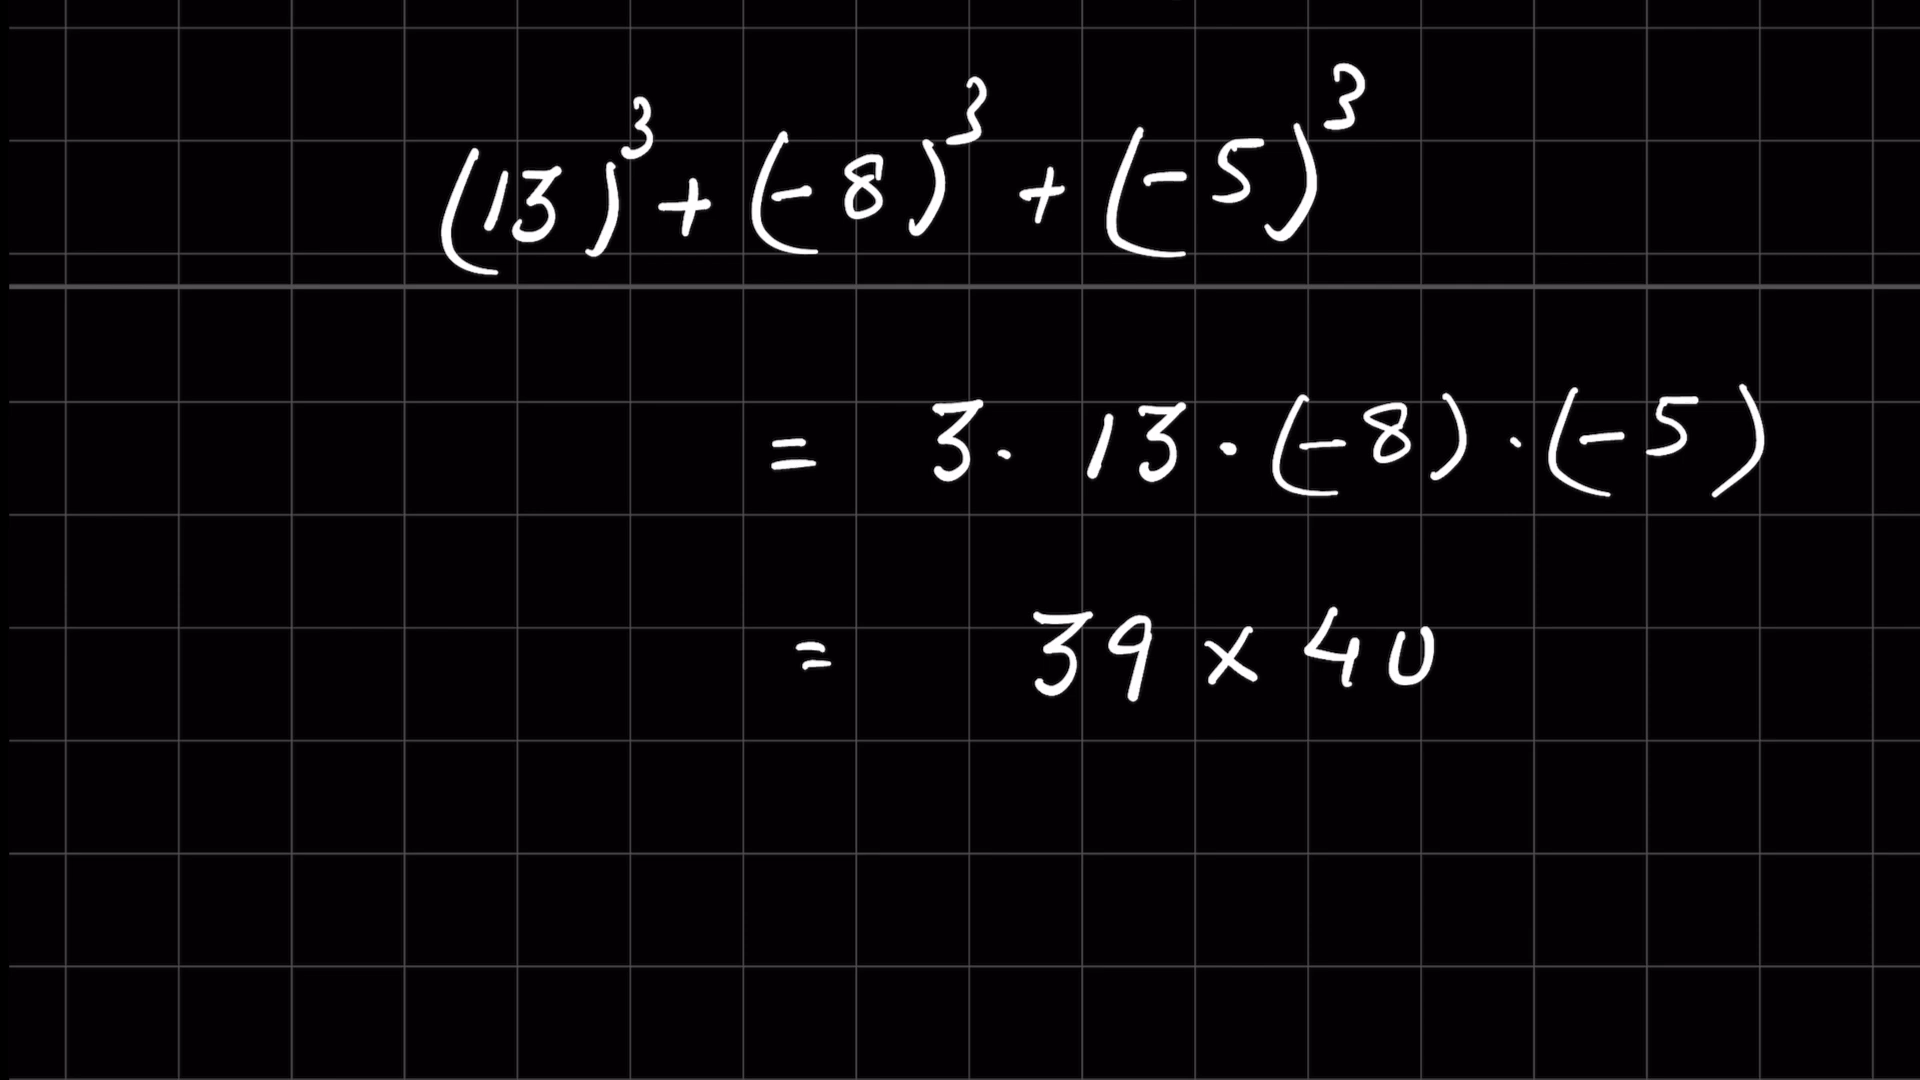 (13)³ + (-8)³ + (-5)³
= 3. 13 · (-8) · (-5)
= 39 × 40